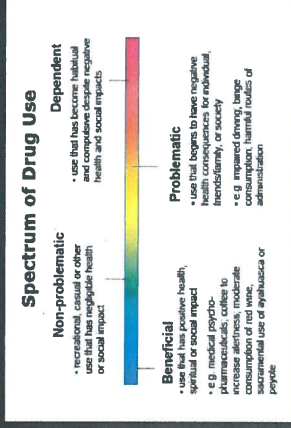 Spectrum of Drug Use
Non-problematic
• recreational, casual or other
use that has negligible health
or social impact
Dependent
• use that has become habitual
and compulsive despite negative
health and social impacts
Beneficial
• use that has positive health,
spiritual or social impact
• e.g. medical psycho-
pharmaceuticals, coffee to
increase alertness, moderate
consumption of red wine,
sacramental use of ayahuasca or
peyote
Problematic
• use that begins to have negative
health consequences for individual,
friends/family, or society
• e.g. impaired driving, binge
consumption, harmful routes of
administration